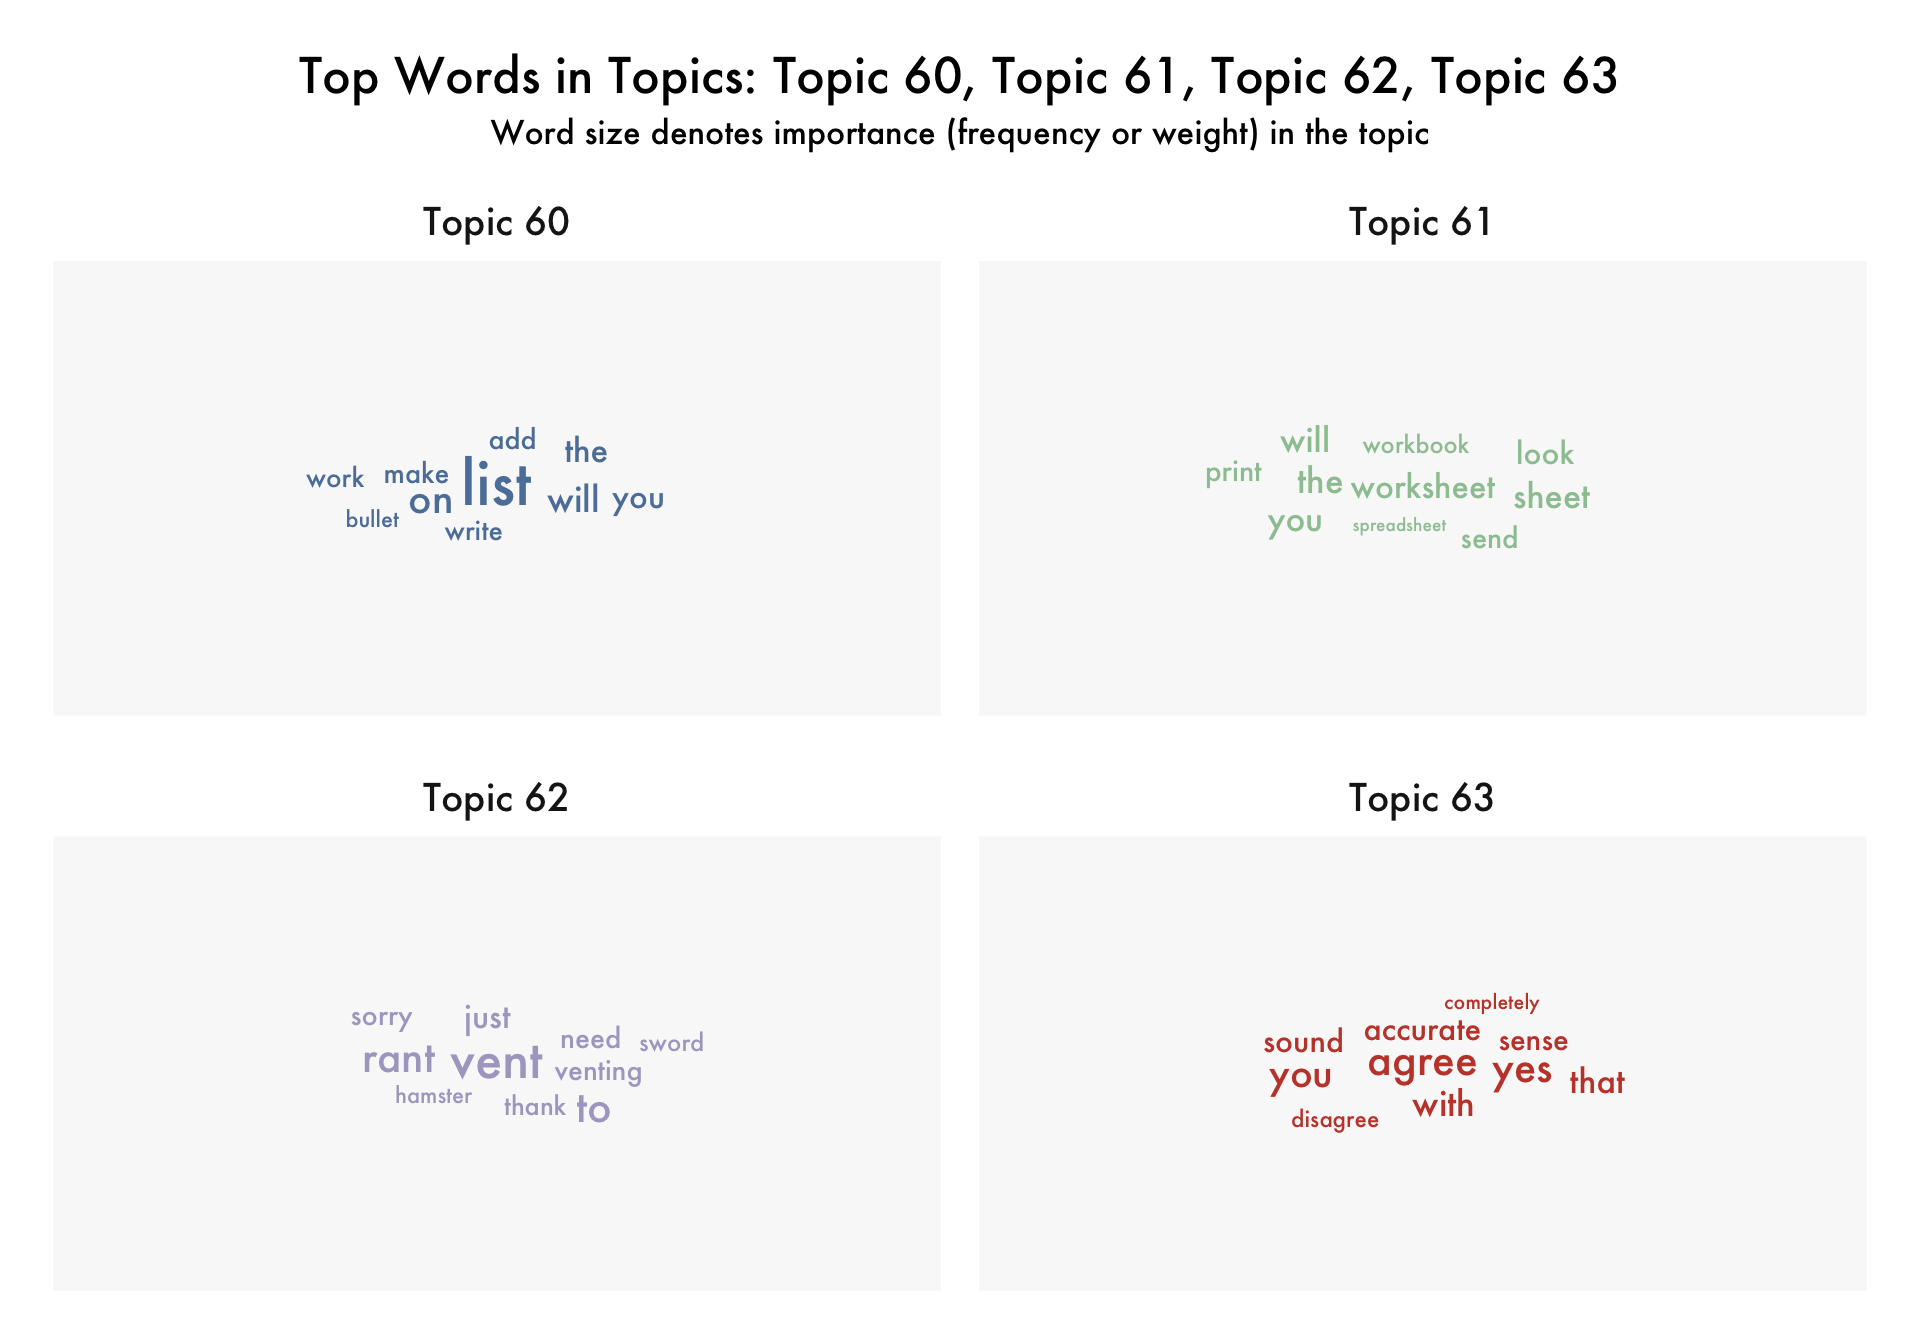 Top Words in Topics: Topic 60, Topic 61, Topic 62, Topic 63
Word size denotes importance (frequency or weight) in the topic
Topic 60
add
the
work
make
list
on
will
you
bullet
write
Topic 61
will
workbook
look
print
the
worksheet
sheet
you
spreadsheet
send
Topic 62
sorry
just
need
sword
rant
vent
venting
hamster
thank
to
Topic 63
completely
sound
accurate
sense
you
agree
yes
that
with
disagree